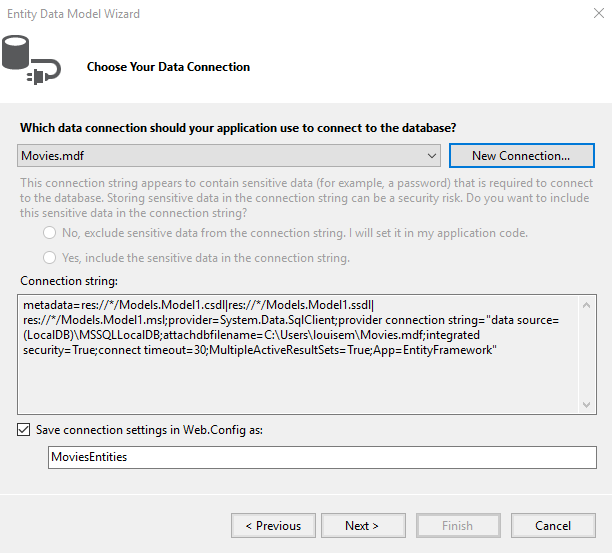 Entity Data Model Wizard
Choose Your Data Connection
Which data connection should your application use to connect to the database?
Movies.mdf
New Connection...
This connection string appears to contain sensitive data (for example, a password) that is required to connect
to the database. Storing sensitive data in the connection string can be a security risk. Do you want to include
this sensitive data in the connection string?
No, exclude sensitive data from the connection string. I will set it in my application code.
Yes, include the sensitive data in the connection string.
Connection string:
metadata=res://*/Models.Model1.csdl|res://*/Models.Model1.ssdl|
res://*/Models.Model1.msl;provider=System.Data.SqlClient;provider connection string="data source=
(LocalDB)\MSSQLLocalDB;attachdbfilename=C:\Users\louisem\Movies.mdf;integrated
security=True;connect timeout=30;MultipleActiveResultSets=True;App=EntityFramework"
Save connection settings in Web.Config as:
MoviesEntities
< Previous
Next >
Finish
Cancel